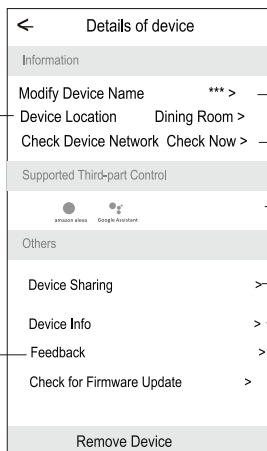 ← Details of device
Information
Modify Device Name *** >
Device Location Dining Room >
Check Device Network Check Now >
Supported Third-part Control
amazon alexa Google Assistant
Others
Device Sharing >
Device Info >
Feedback >
Check for Firmware Update >
Remove Device